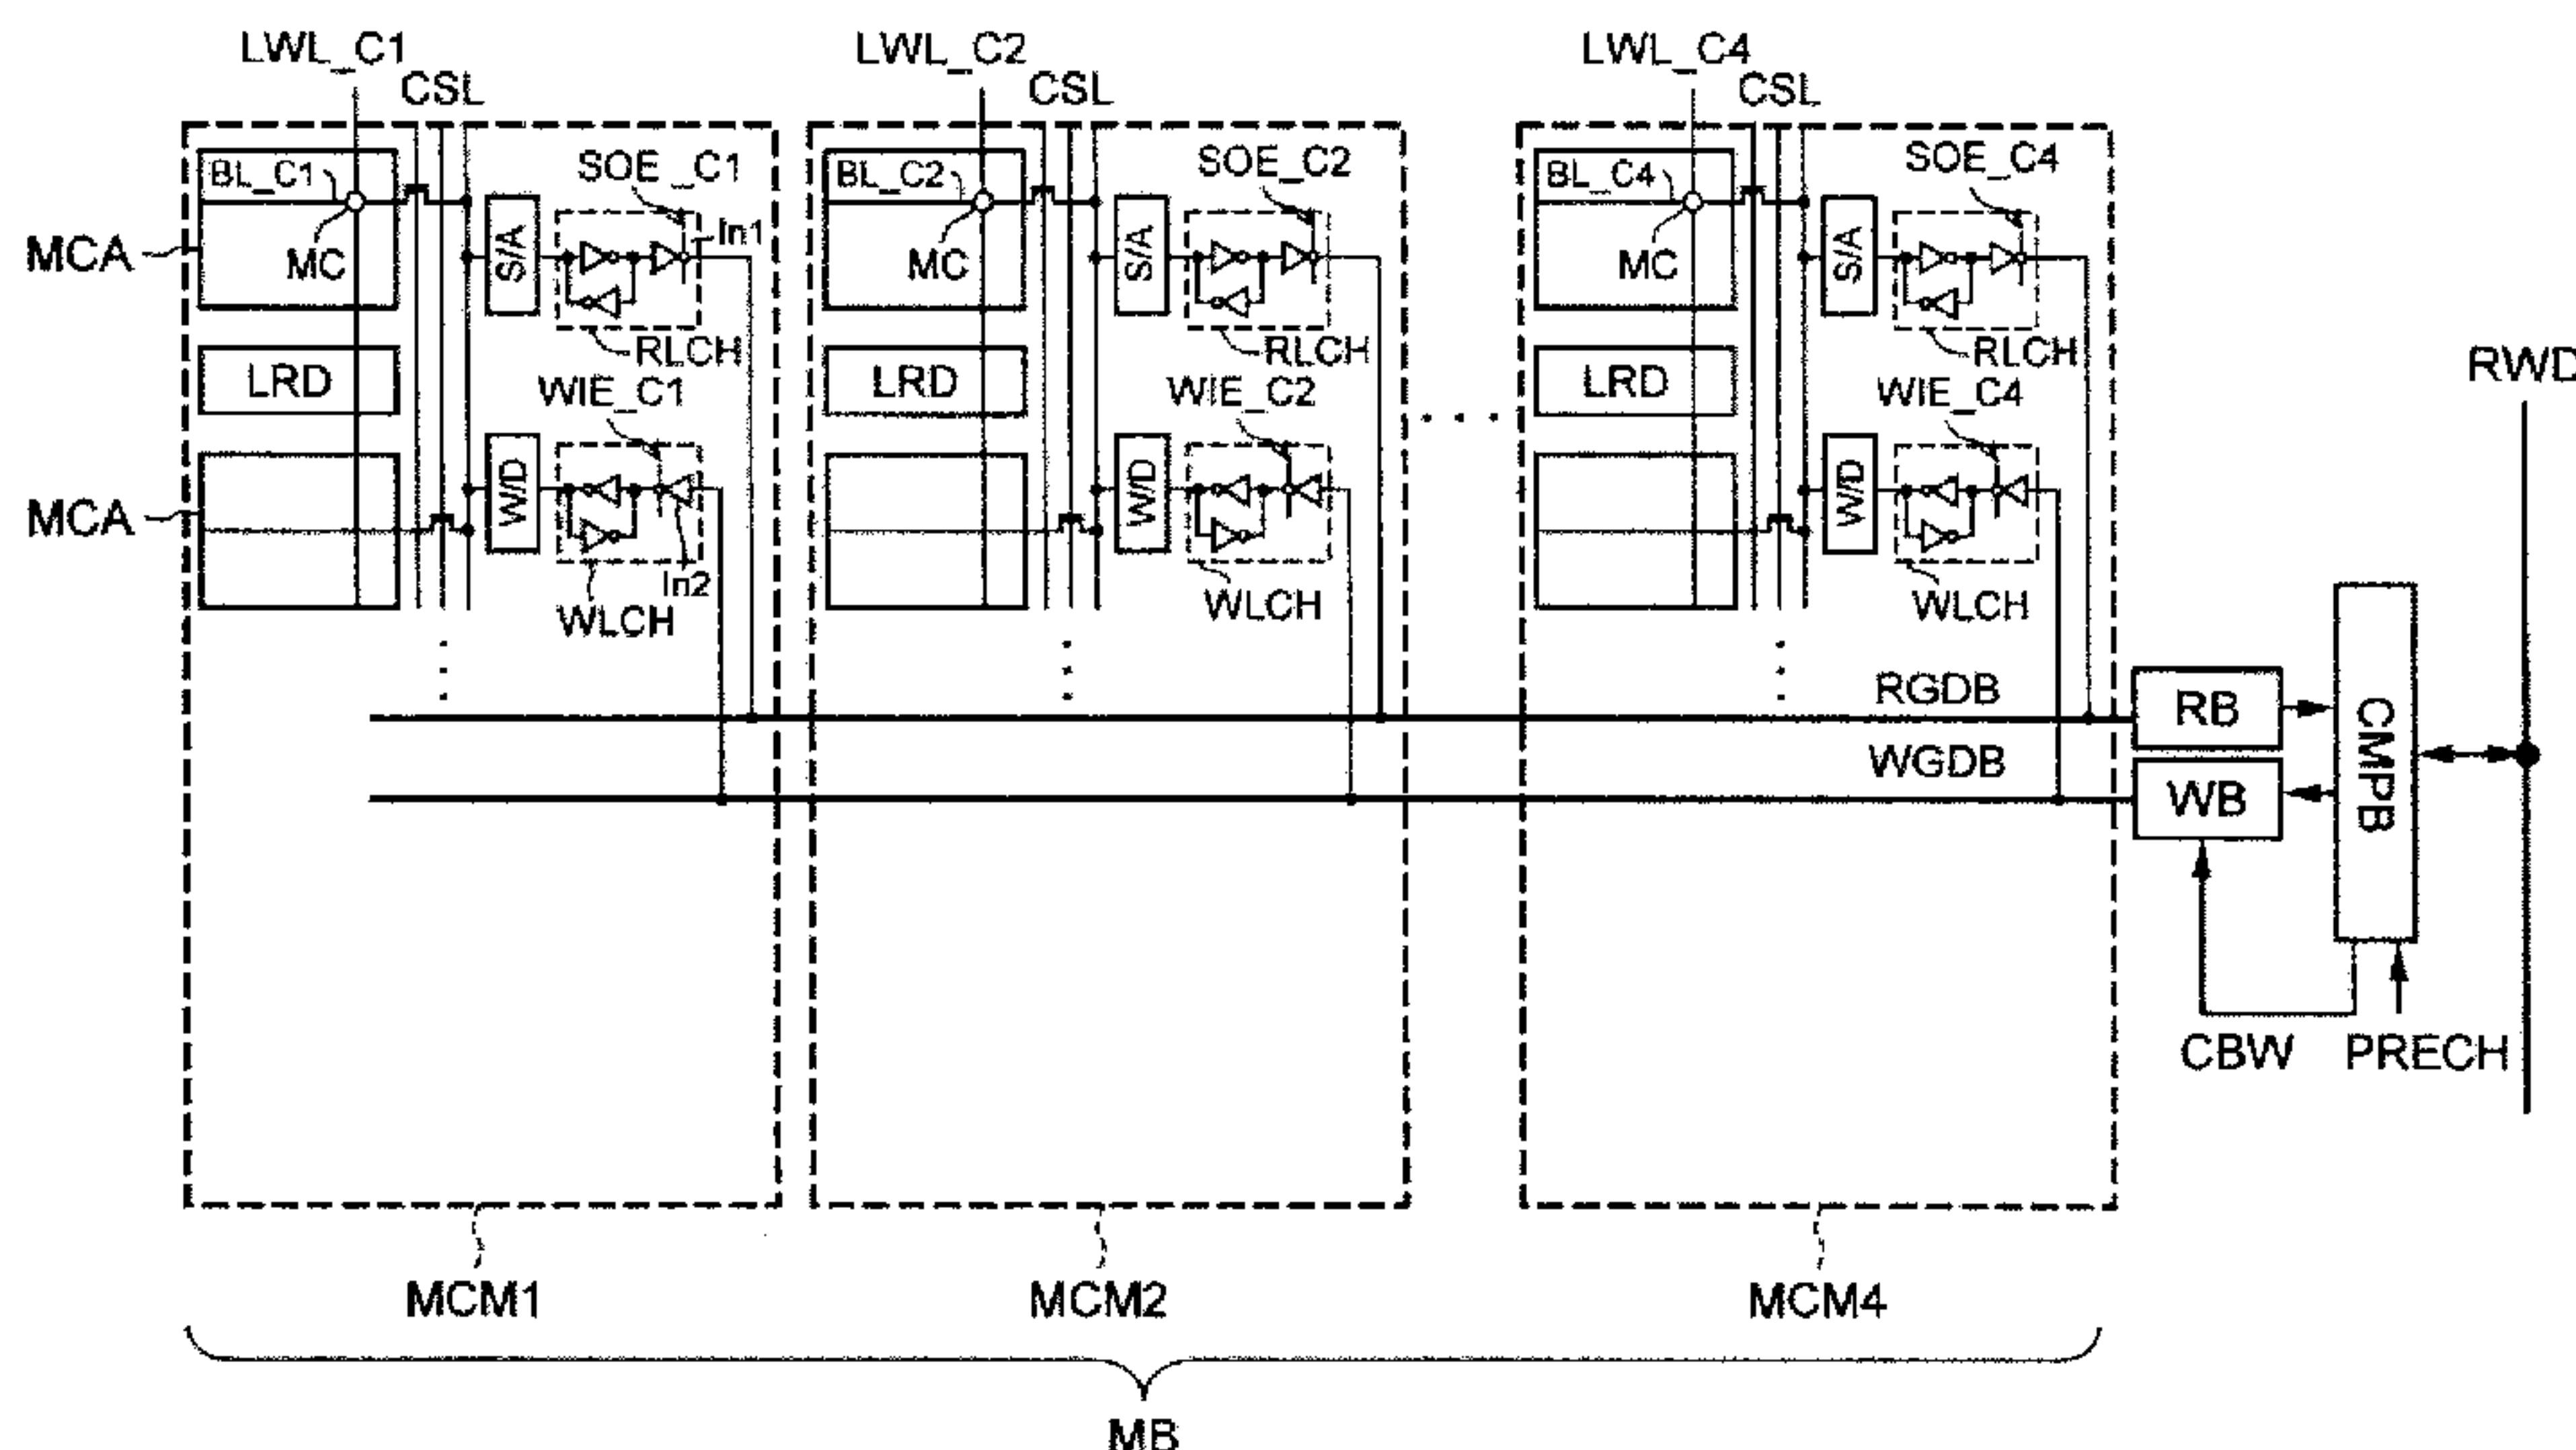 LWL_C1
CSL
LWL_C2
CSL
LWL_C4
CSL
BL_C1
SOE_C1
BL_C2
SOE_C2
BL_C4
SOE_C4
MCA
MC
S/A
In1
MC
S/A
MC
S/A
LRD
RLCH
LRD
RLCH
LRD
RLCH
RWD
WIE_C1
WIE_C2
WIE_C4
MCA
W/D
In2
W/D
W/D
WLCH
WLCH
WLCH
RGDB
RB
CMPB
WGDB
WB
CBW
PRECH
MCM1
MCM2
MCM4
MB